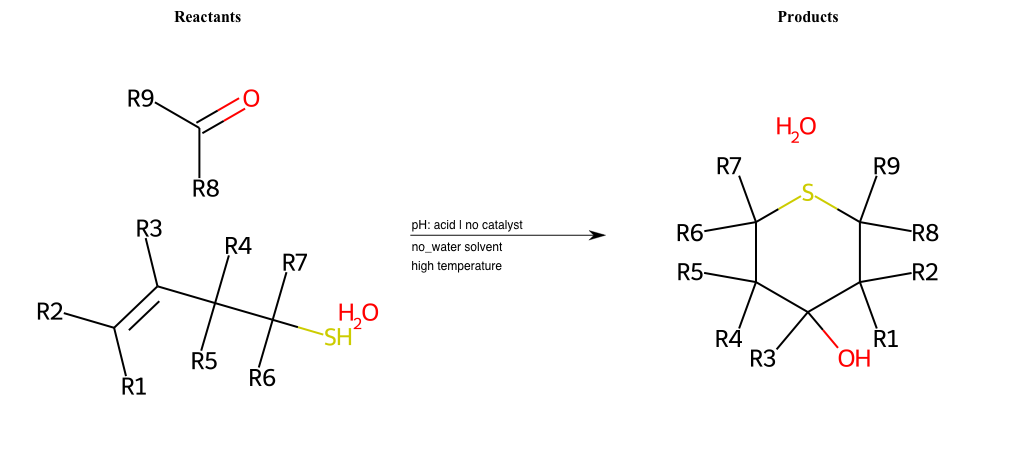 Reactants
Products
R9
O
R8
R3
R4
R7
R2
H2O
SH
R5
R6
R1
pH: acid | no catalyst
no_water solvent
high temperature
H2O
R7
R9
S
R6
R8
R5
R2
R4
R1
R3
OH